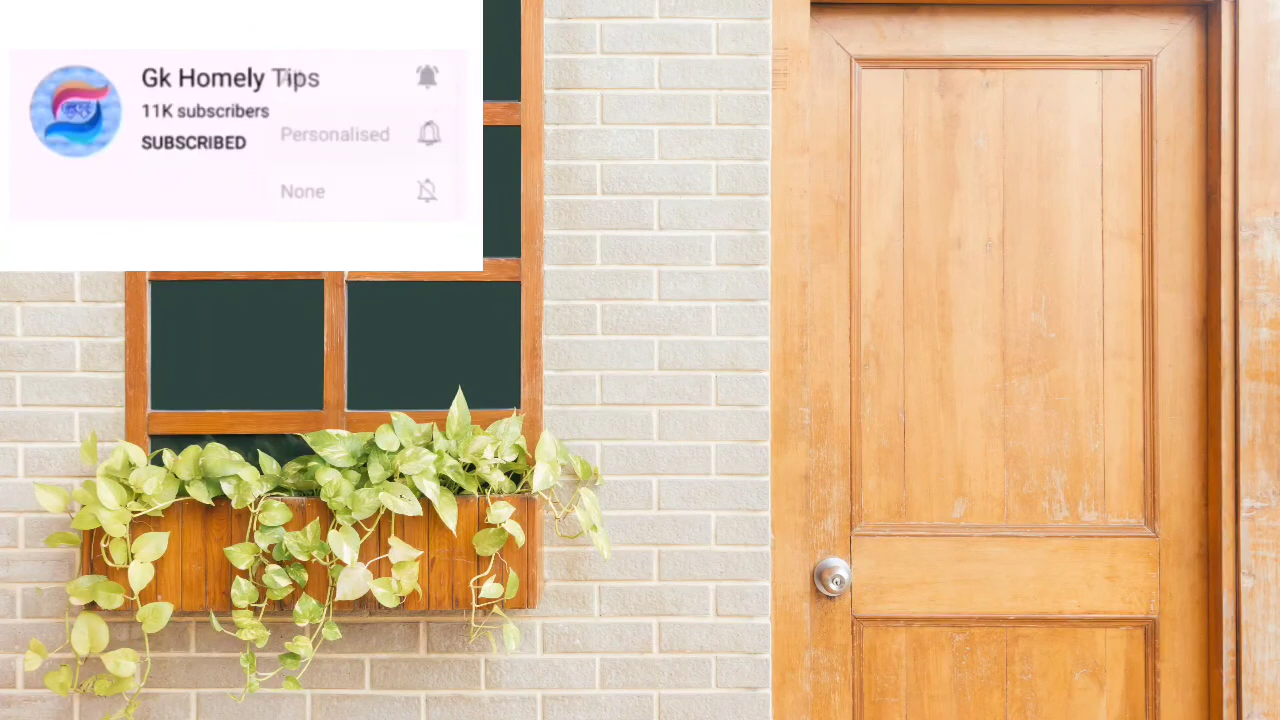 Gk Homely Tips
11K subscribers
SUBSCRIBED
Personalised
None